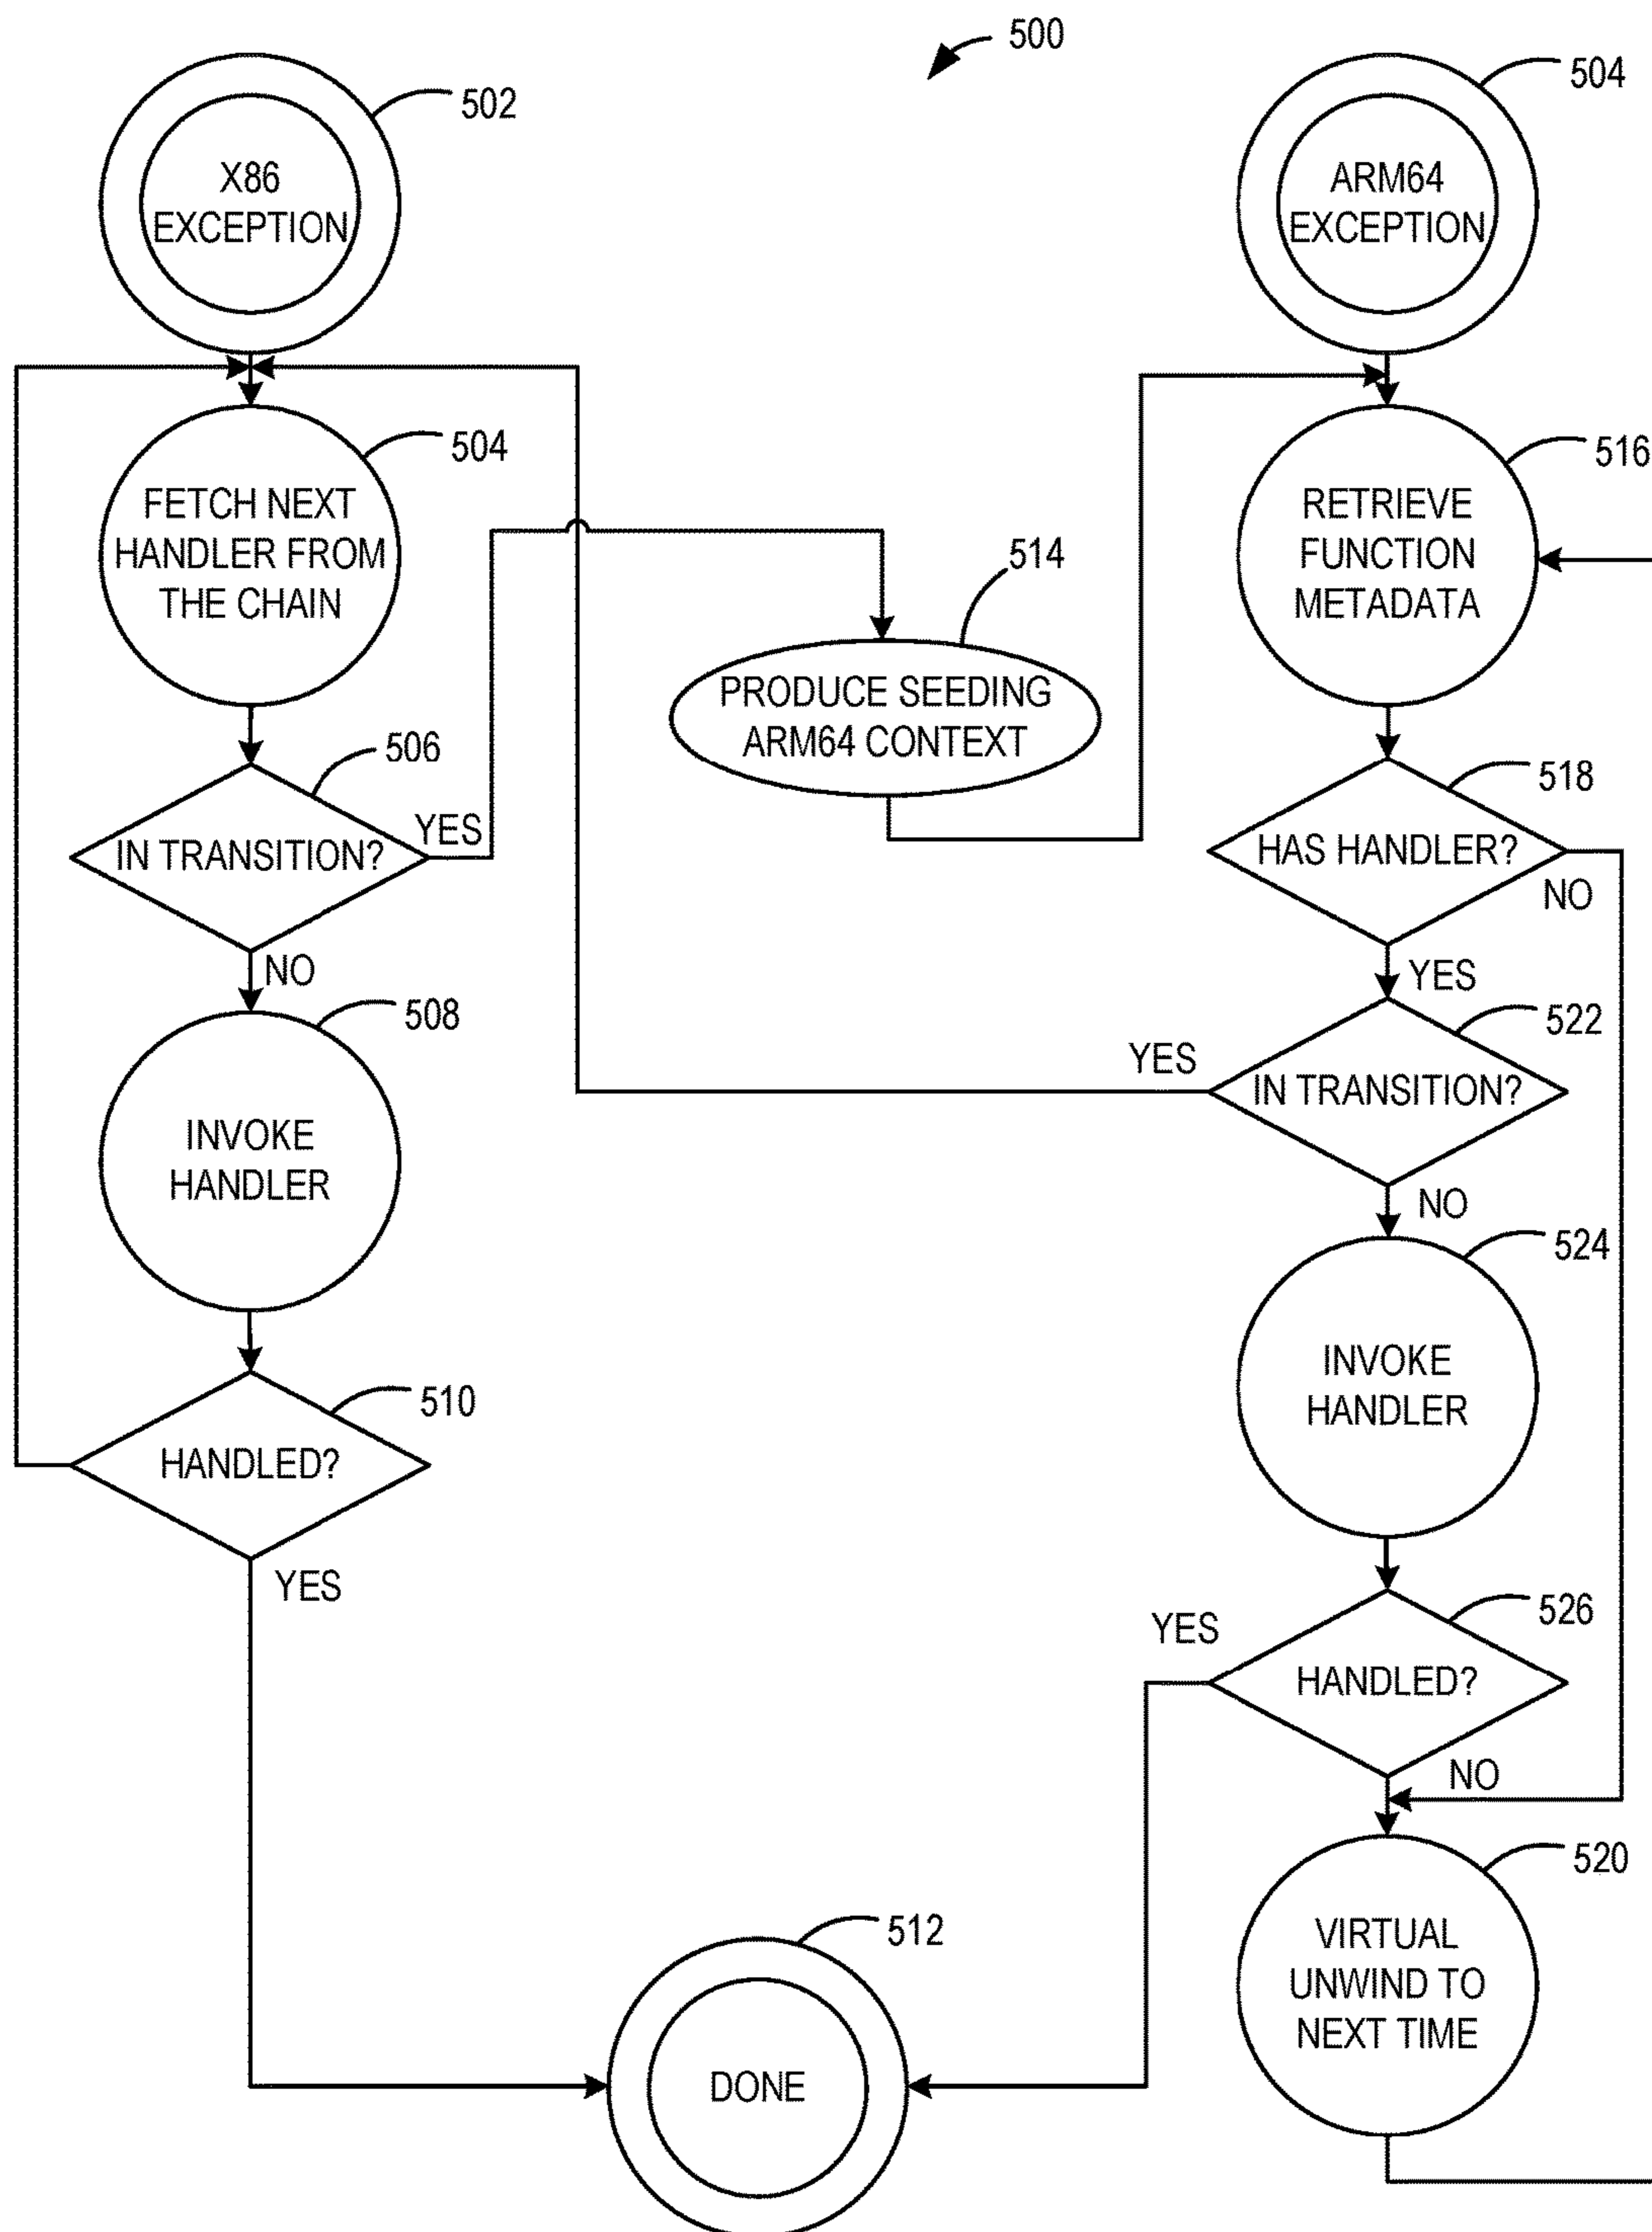 500
502
X86
EXCEPTION
504
ARM64
EXCEPTION
504
FETCH NEXT
HANDLER FROM
THE CHAIN
516
RETRIEVE
FUNCTION
METADATA
514
PRODUCE SEEDING
ARM64 CONTEXT
506
IN TRANSITION?
YES
NO
518
HAS HANDLER?
NO
YES
508
INVOKE
HANDLER
522
YES
IN TRANSITION?
NO
524
INVOKE
HANDLER
510
HANDLED?
YES
526
YES
HANDLED?
NO
520
VIRTUAL
UNWIND TO
NEXT TIME
512
DONE